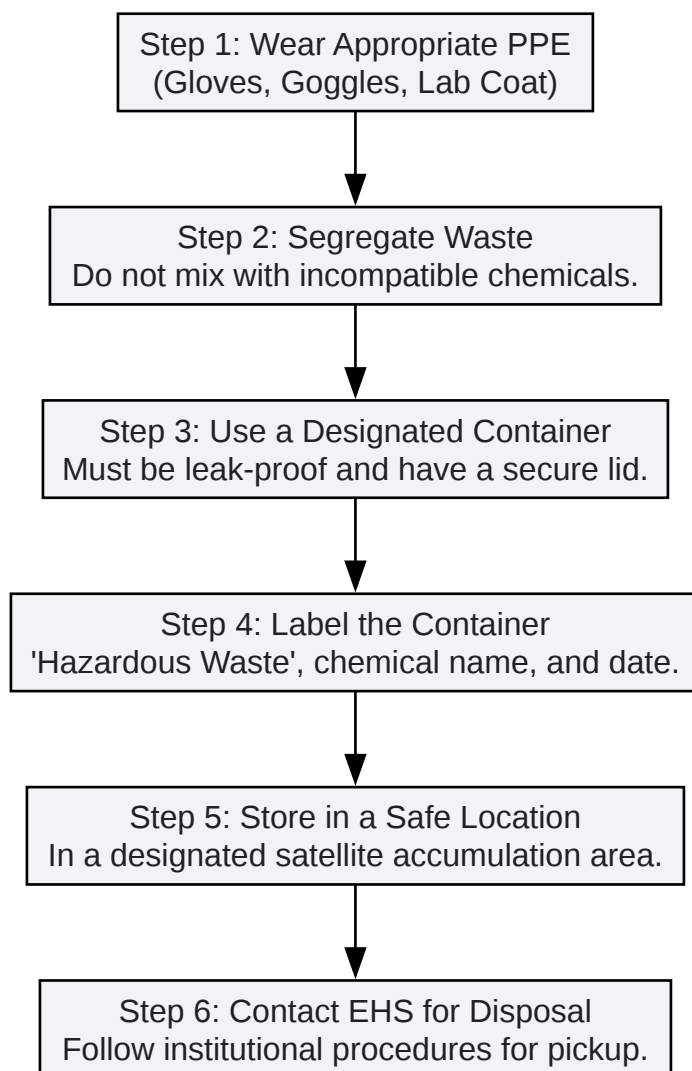 Step 1: Wear Appropriate PPE
(Gloves, Goggles, Lab Coat)
Step 2: Segregate Waste
Do not mix with incompatible chemicals.
Step 3: Use a Designated Container
Must be leak-proof and have a secure lid.
Step 4: Label the Container
'Hazardous Waste', chemical name, and date.
Step 5: Store in a Safe Location
In a designated satellite accumulation area.
Step 6: Contact EHS for Disposal
Follow institutional procedures for pickup.